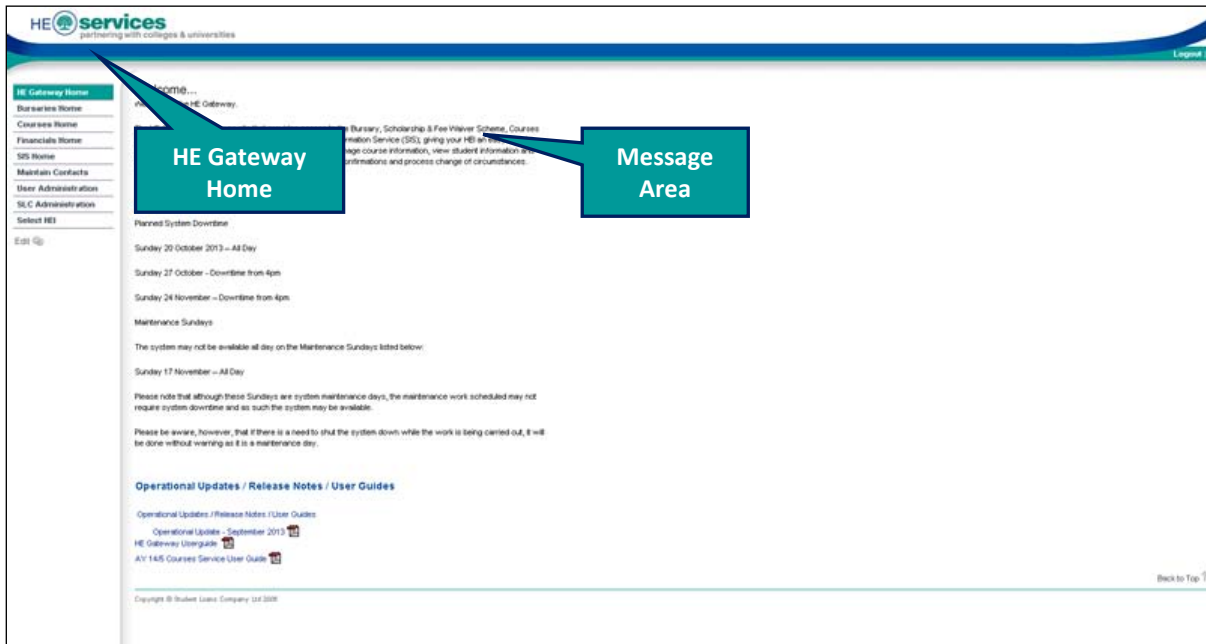 HE services
partnering with colleges & universities
Logout
HE Gateway Home
Bursaries Home
Courses Home
Financials Home
SIS Home
Maintain Contacts
User Administration
SLC Administration
Select HEI
Edit
HE Gateway
Home
Message
Area
come...
HE Gateway.
Bursary, Scholarship & Fee Waiver Scheme, Courses
rmation Service (SIS), giving your HEI an
age course information, view student information and
onfirmations and process change of circumstances.
Planned System Downtime
Sunday 20 October 2013 – All Day
Sunday 27 October - Downtime from 4pm
Sunday 24 November – Downtime from 4pm
Maintenance Sundays
The system may not be available all day on the Maintenance Sundays listed below:
Sunday 17 November – All Day
Please note that although these Sundays are system maintenance days, the maintenance work scheduled may not
require system downtime and as such the system may be available.
Please be aware, however, that if there is a need to shut the system down while the work is being carried out, it will
be done without warning as it is a maintenance day.
Operational Updates / Release Notes / User Guides
Operational Updates / Release Notes / User Guides
Operational Update - September 2013
HE Gateway Userguide
AY 14/5 Courses Service User Guide
Back to Top
Copyright © Student Loans Company Ltd 2008